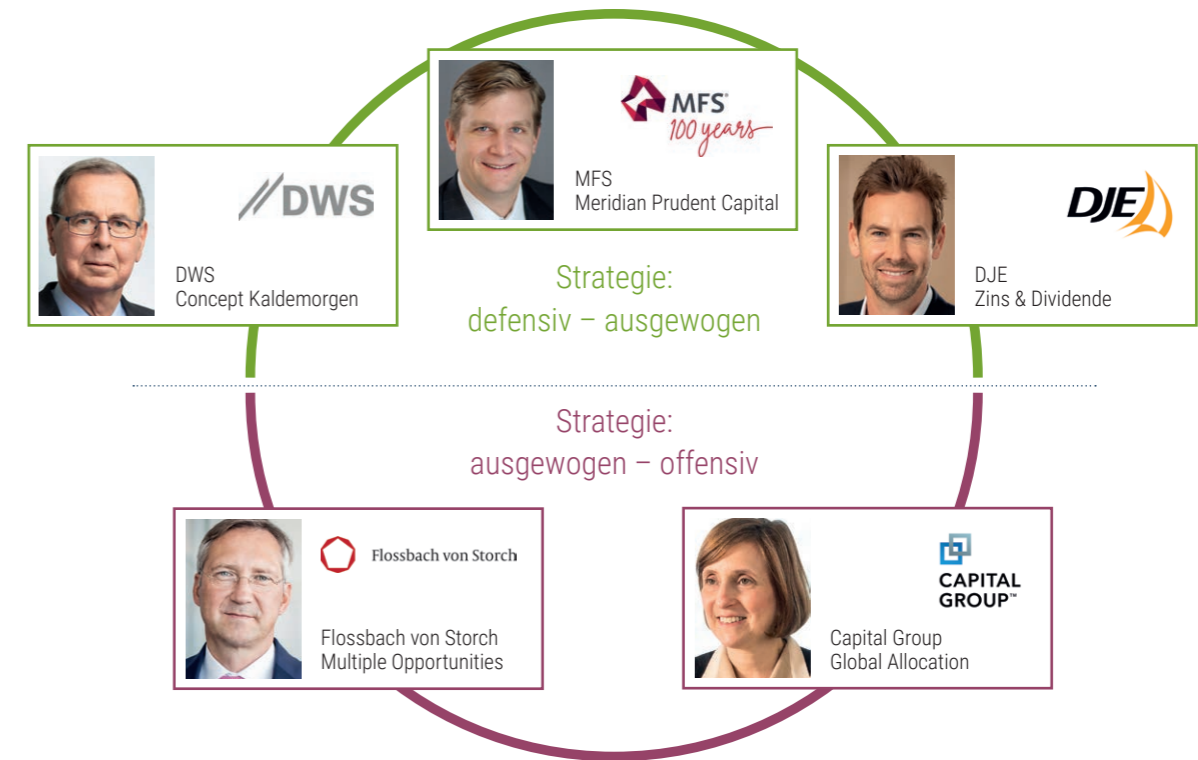 MFS®
100 years
MFS
Meridian Prudent Capital
DWS
DWS
Concept Kaldemorgen
DJE
DJE
Zins & Dividende
Strategie:
defensiv – ausgewogen
Strategie:
ausgewogen – offensiv
Flossbach von Storch
Flossbach von Storch
Multiple Opportunities
CAPITAL
GROUP™
Capital Group
Global Allocation